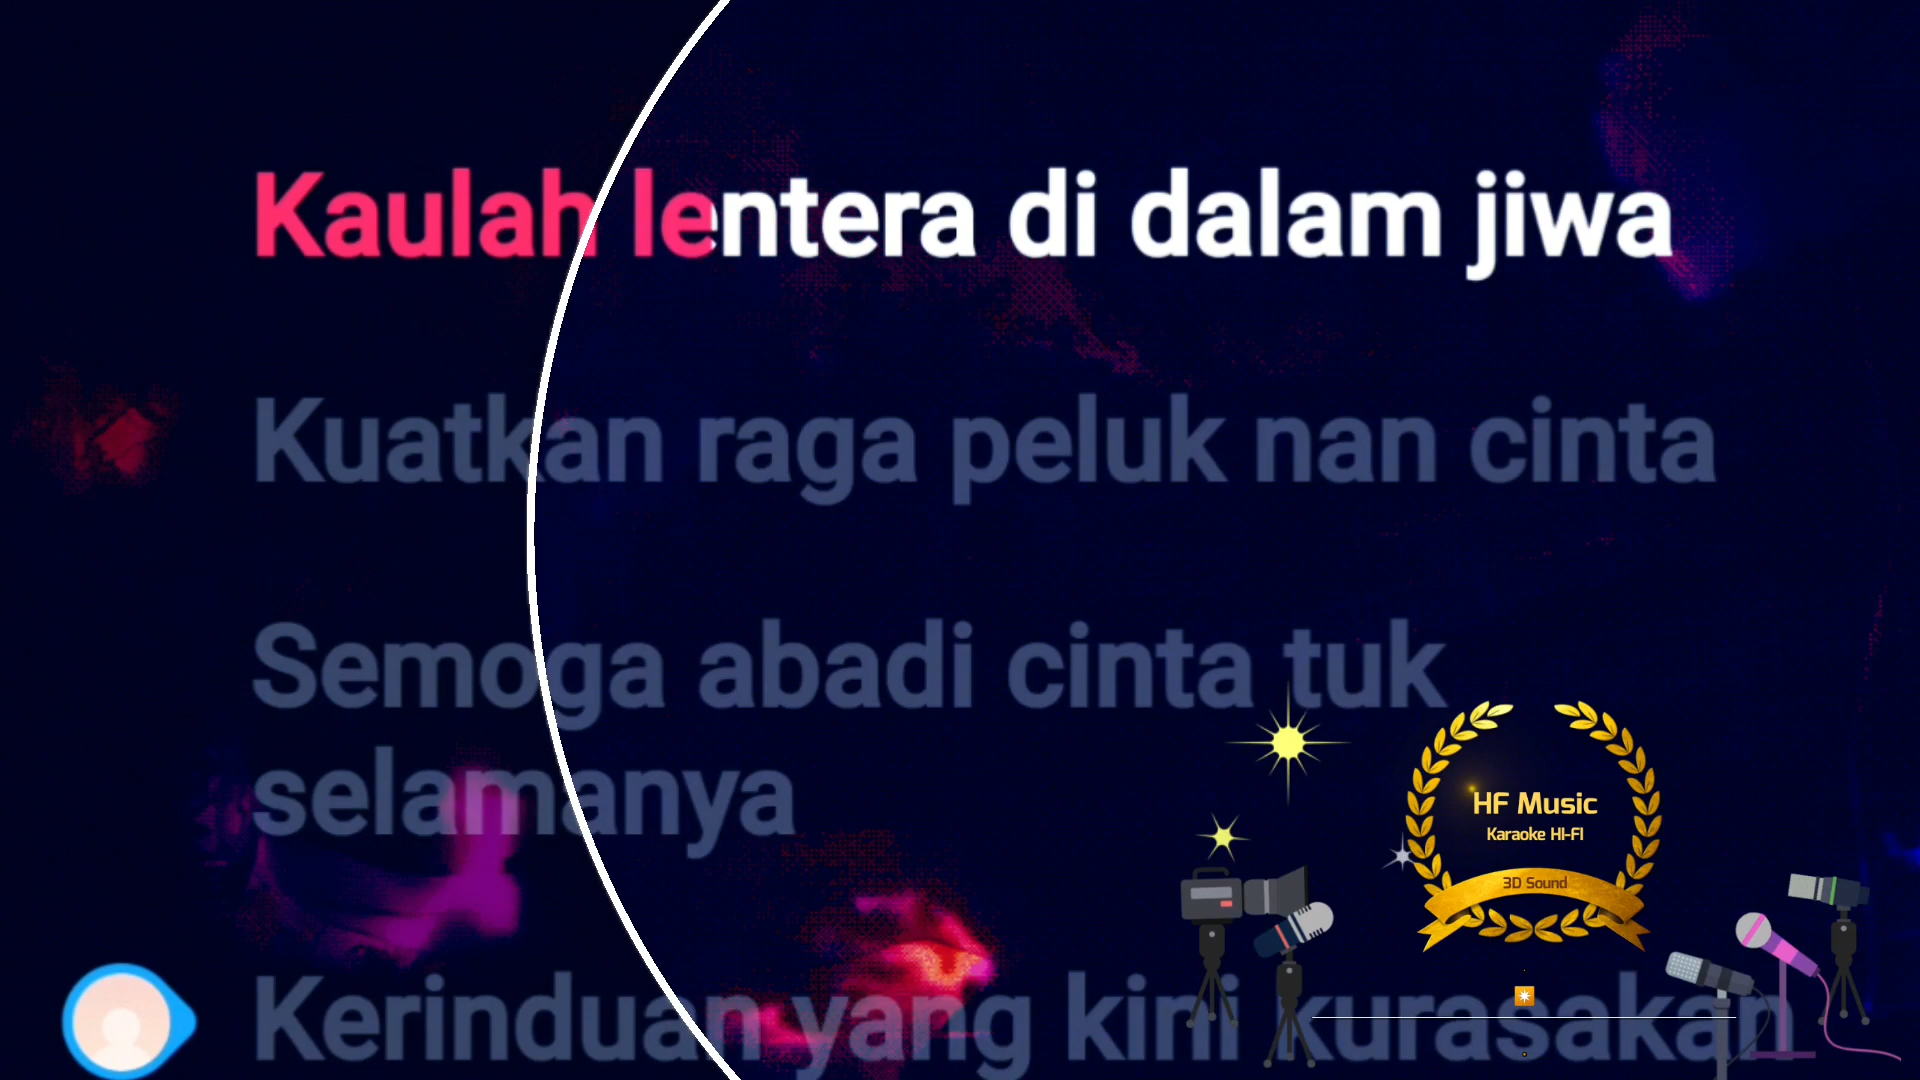 Kaulah lentera di dalam jiwa
Kuatkan raga peluk nan cinta
Semoga abadi cinta tuk
selamanya
HF Music
Karaoke HI-FI
3D Sound
Kerinduan yang kini kurasakan